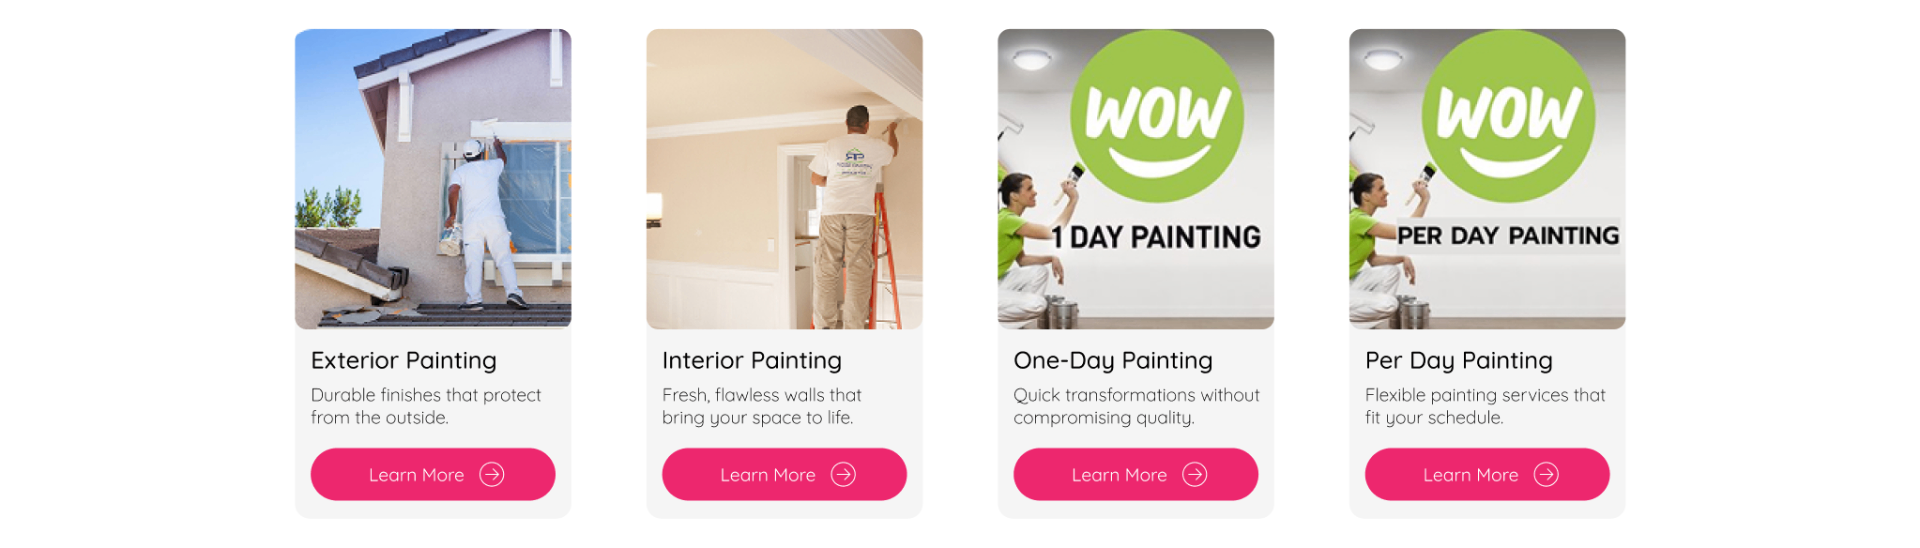 WOW
1 DAY PAINTING
WOW
PER DAY PAINTING
Exterior Painting
Durable finishes that protect
from the outside.
Learn More
Interior Painting
Fresh, flawless walls that
bring your space to life.
Learn More
One-Day Painting
Quick transformations without
compromising quality.
Learn More
Per Day Painting
Flexible painting services that
fit your schedule.
Learn More